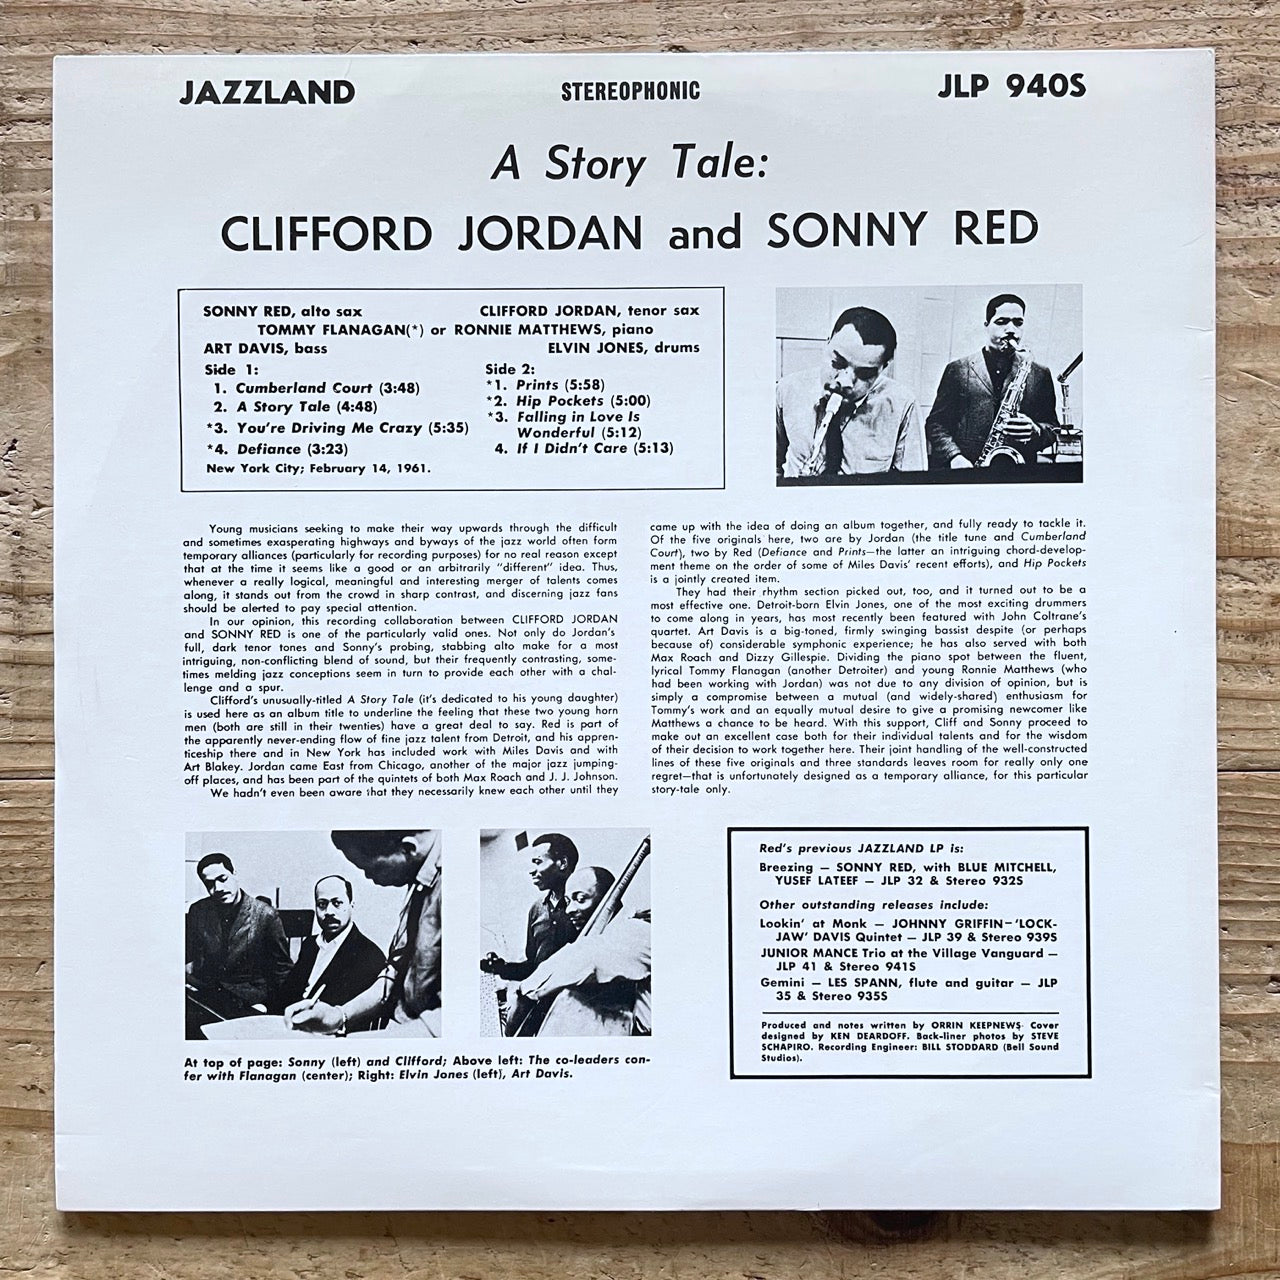 JAZZLAND STEREOPHONIC JLP 940S
A Story Tale:
CLIFFORD JORDAN and SONNY RED
SONNY RED, alto sax CLIFFORD JORDAN, tenor sax
TOMMY FLANAGAN(*) or RONNIE MATTHEWS, piano
ART DAVIS, bass ELVIN JONES, drums
Side 1:
1. Cumberland Court (3:48)
2. A Story Tale (4:48)
*3. You're Driving Me Crazy (5:35)
*4. Defiance (3:23)
New York City; February 14, 1961.
Side 2:
*1. Prints (5:58)
*2. Hip Pockets (5:00)
*3. Falling in Love Is
Wonderful (5:12)
4. If I Didn't Care (5:13)
Young musicians seeking to make their way upwards through the difficult
and sometimes exasperating highways and byways of the jazz world often form
temporary alliances (particularly for recording purposes) for no real reason except
that at the time it seems like a good or an arbitrarily "different" idea. Thus,
whenever a really logical, meaningful and interesting merger of talents comes
along, it stands out from the crowd in sharp contrast, and discerning jazz fans
should be alerted to pay special attention.
In our opinion, this recording collaboration between CLIFFORD JORDAN
and SONNY RED is one of the particularly valid ones. Not only do Jordan's
full, dark tenor tones and Sonny's probing, stabbing alto make for a most
intriguing, non-conflicting blend of sound, but their frequently contrasting, some-
times melding jazz conceptions seem in turn to provide each other with a chal-
lenge and a spur.
Clifford's unusually-titled A Story Tale (it's dedicated to his young daughter)
is used here as an album title to underline the feeling that these two young horn
men (both are still in their twenties) have a great deal to say. Red is part of
the apparently never-ending flow of fine jazz talent from Detroit, and his appren-
ticeship there and in New York has included work with Miles Davis and with
Art Blakey. Jordan came East from Chicago, another of the major jazz jumping-
off places, and has been part of the quintets of both Max Roach and J. J. Johnson.
We hadn't even been aware that they necessarily knew each other until they
came up with the idea of doing an album together, and fully ready to tackle it.
Of the five originals here, two are by Jordan (the title tune and Cumberland
Court), two by Red (Defiance and Prints—the latter an intriguing chord-develop-
ment theme on the order of some of Miles Davis' recent efforts), and Hip Pockets
is a jointly created item.
They had their rhythm section picked out, too, and it turned out to be a
most effective one. Detroit-born Elvin Jones, one of the most exciting drummers
to come along in years, has most recently been featured with John Coltrane's
quartet. Art Davis is a big-toned, firmly swinging bassist despite (or perhaps
because of) considerable symphonic experience; he has also served with both
Max Roach and Dizzy Gillespie. Dividing the piano spot between the fluent,
lyrical Tommy Flanagan (another Detroiter) and young Ronnie Matthews (who
had been working with Jordan) was not due to any division of opinion, but is
simply a compromise between a mutual (and widely-shared) enthusiasm for
Tommy's work and an equally mutual desire to give a promising newcomer like
Matthews a chance to be heard. With this support, Cliff and Sonny proceed to
make out an excellent case both for their individual talents and for the wisdom
of their decision to work together here. Their joint handling of the well-constructed
lines of these five originals and three standards leaves room for really only one
regret—that is unfortunately designed as a temporary alliance, for this particular
story-tale only.
At top of page: Sonny (left) and Clifford; Above left: The co-leaders con-
fer with Flanagan (center); Right: Elvin Jones (left), Art Davis.
Red's previous JAZZLAND LP is:
Breezing — SONNY RED, with BLUE MITCHELL,
YUSEF LATEEF — JLP 32 & Stereo 932S
Other outstanding releases include:
Lookin' at Monk — JOHNNY GRIFFIN—'LOCK-
JAW' DAVIS Quintet — JLP 39 & Stereo 939S
JUNIOR MANCE Trio at the Village Vanguard —
JLP 41 & Stereo 941S
Gemini — LES SPANN, flute and guitar — JLP
35 & Stereo 935S
Produced and notes written by ORRIN KEEPNEWS. Cover
designed by KEN DEARDOFF. Back-liner photos by STEVE
SCHAPIRO. Recording Engineer: BILL STODDARD (Bell Sound
Studios).